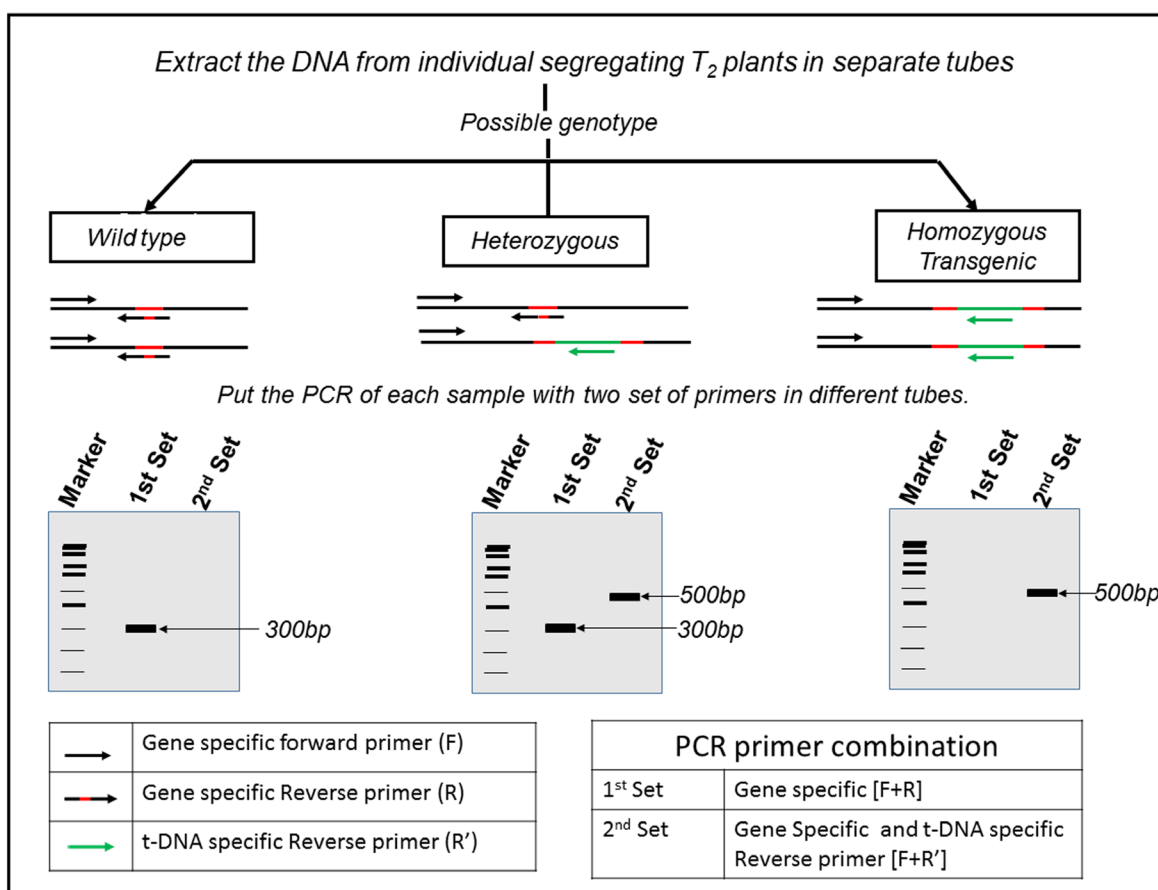 Extract the DNA from individual segregating T₂ plants in separate tubes
Possible genotype
Wild type
Heterozygous
Homozygous
Transgenic
Put the PCR of each sample with two set of primers in different tubes.
Marker
1st Set
2nd Set
300bp
Marker
1st Set
2nd Set
500bp
300bp
Marker
1st Set
2nd Set
500bp
Gene specific forward primer (F)
Gene specific Reverse primer (R)
t-DNA specific Reverse primer (R’)
PCR primer combination
1st Set
Gene specific [F+R]
2nd Set
Gene Specific and t-DNA specific
Reverse primer [F+R’]